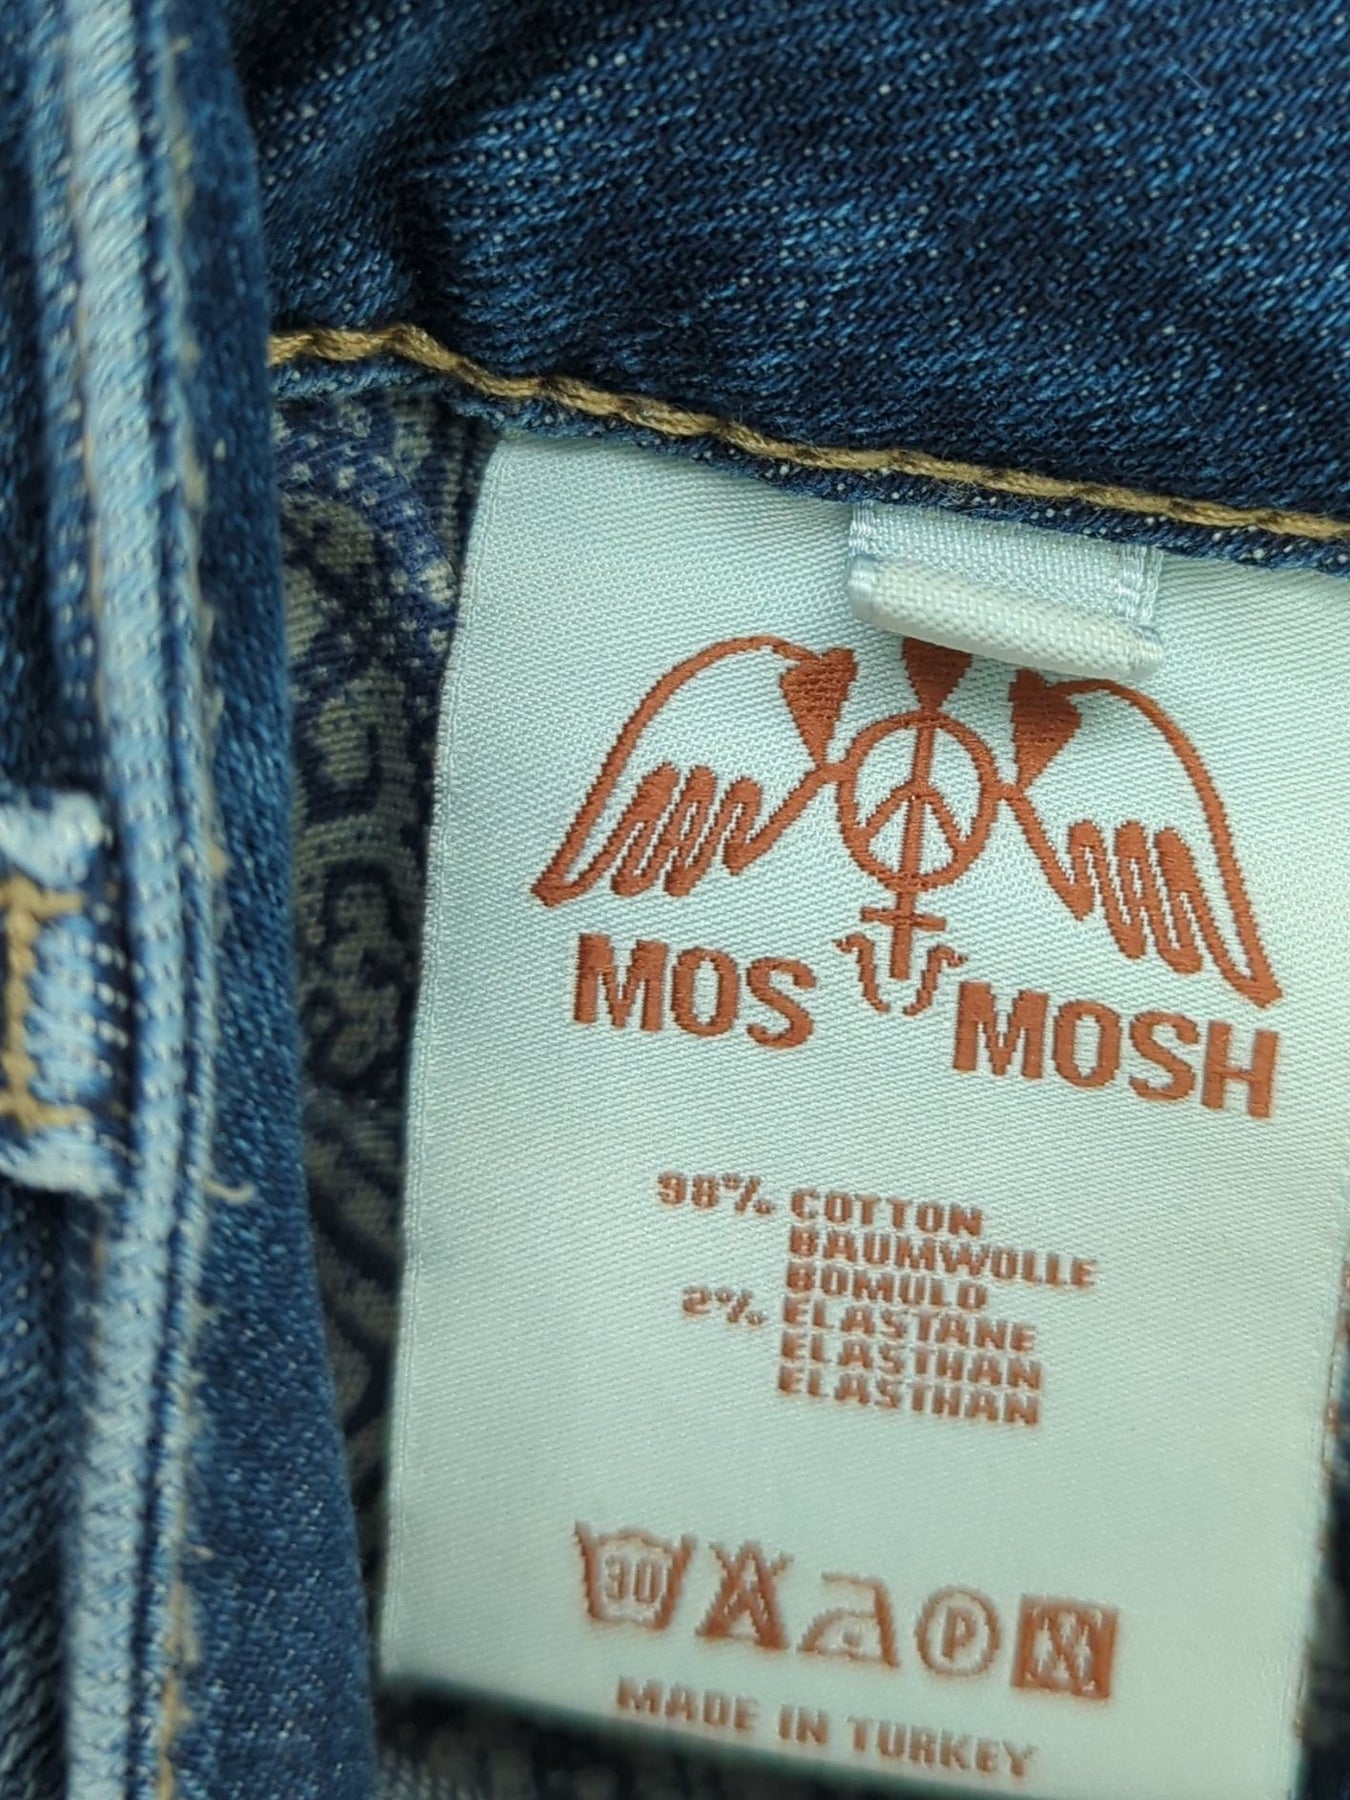 MOS MOSH
98% COTTON
BAUMWOLLE
BOMULD
2% ELASTANE
ELASTHAN
ELASTHAN
30 P
MADE IN TURKEY